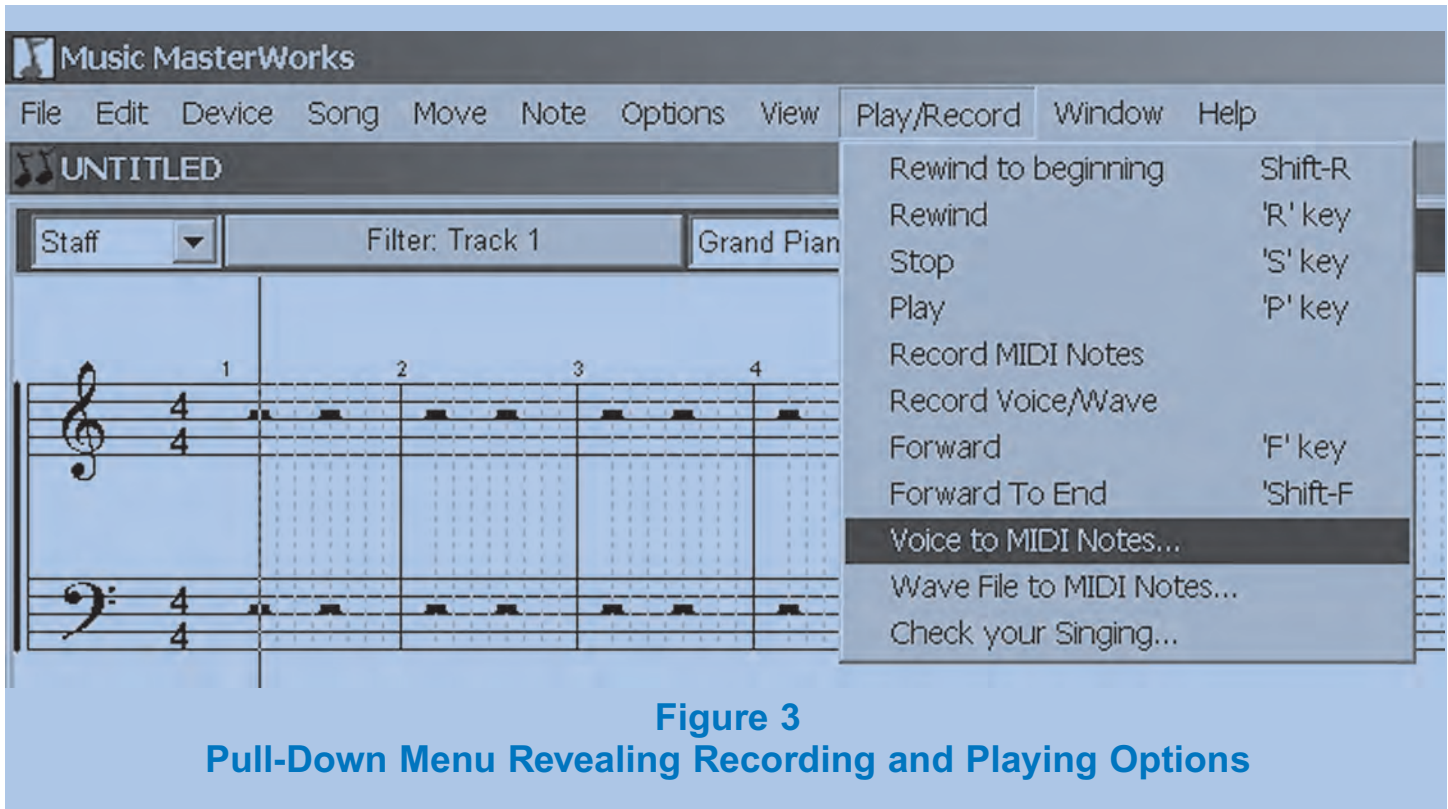 Music MasterWorks
File Edit Device Song Move Note Options View Play/Record Window Help
UNTITLED
Staff Filter: Track 1 Grand Pian
Rewind to beginning Shift-R
Rewind 'R' key
Stop 'S' key
Play 'P' key
Record MIDI Notes
Record Voice/Wave
Forward 'F' key
Forward To End 'Shift-F
Voice to MIDI Notes...
Wave File to MIDI Notes...
Check your Singing...
1 2 3 4
4
4
4
4
Figure 3
Pull-Down Menu Revealing Recording and Playing Options